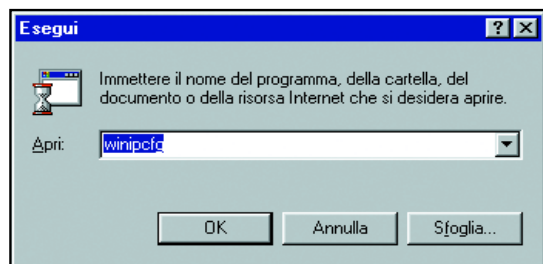 Esegui
Immettere il nome del programma, della cartella, del
documento o della risorsa Internet che si desidera aprire.
Apri: winipcfg
OK Annulla Sfoglia...